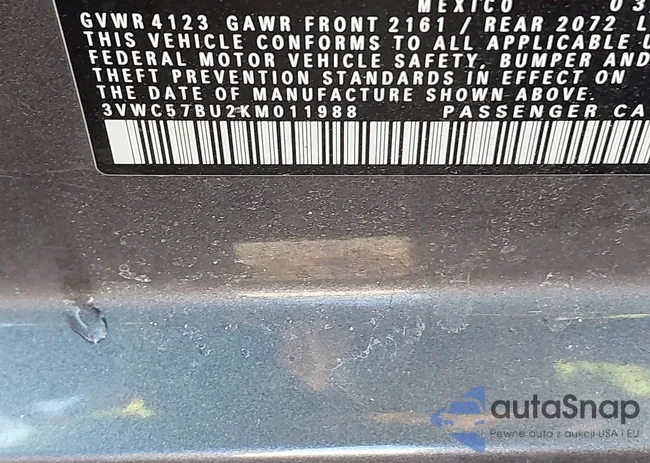 MEXICO 03
GVWR 4123 GAWR FRONT 2161 / REAR 2072 L
THIS VEHICLE CONFORMS TO ALL APPLICABLE U
FEDERAL MOTOR VEHICLE SAFETY, BUMPER AND
THEFT PREVENTION STANDARDS IN EFFECT ON
THE DATE OF MANUFACTURE SHOWN ABOVE.
3VWC57BU2KM011988 PASSENGER CA
autaSnap
Pewne auta z aukcji USA i EU